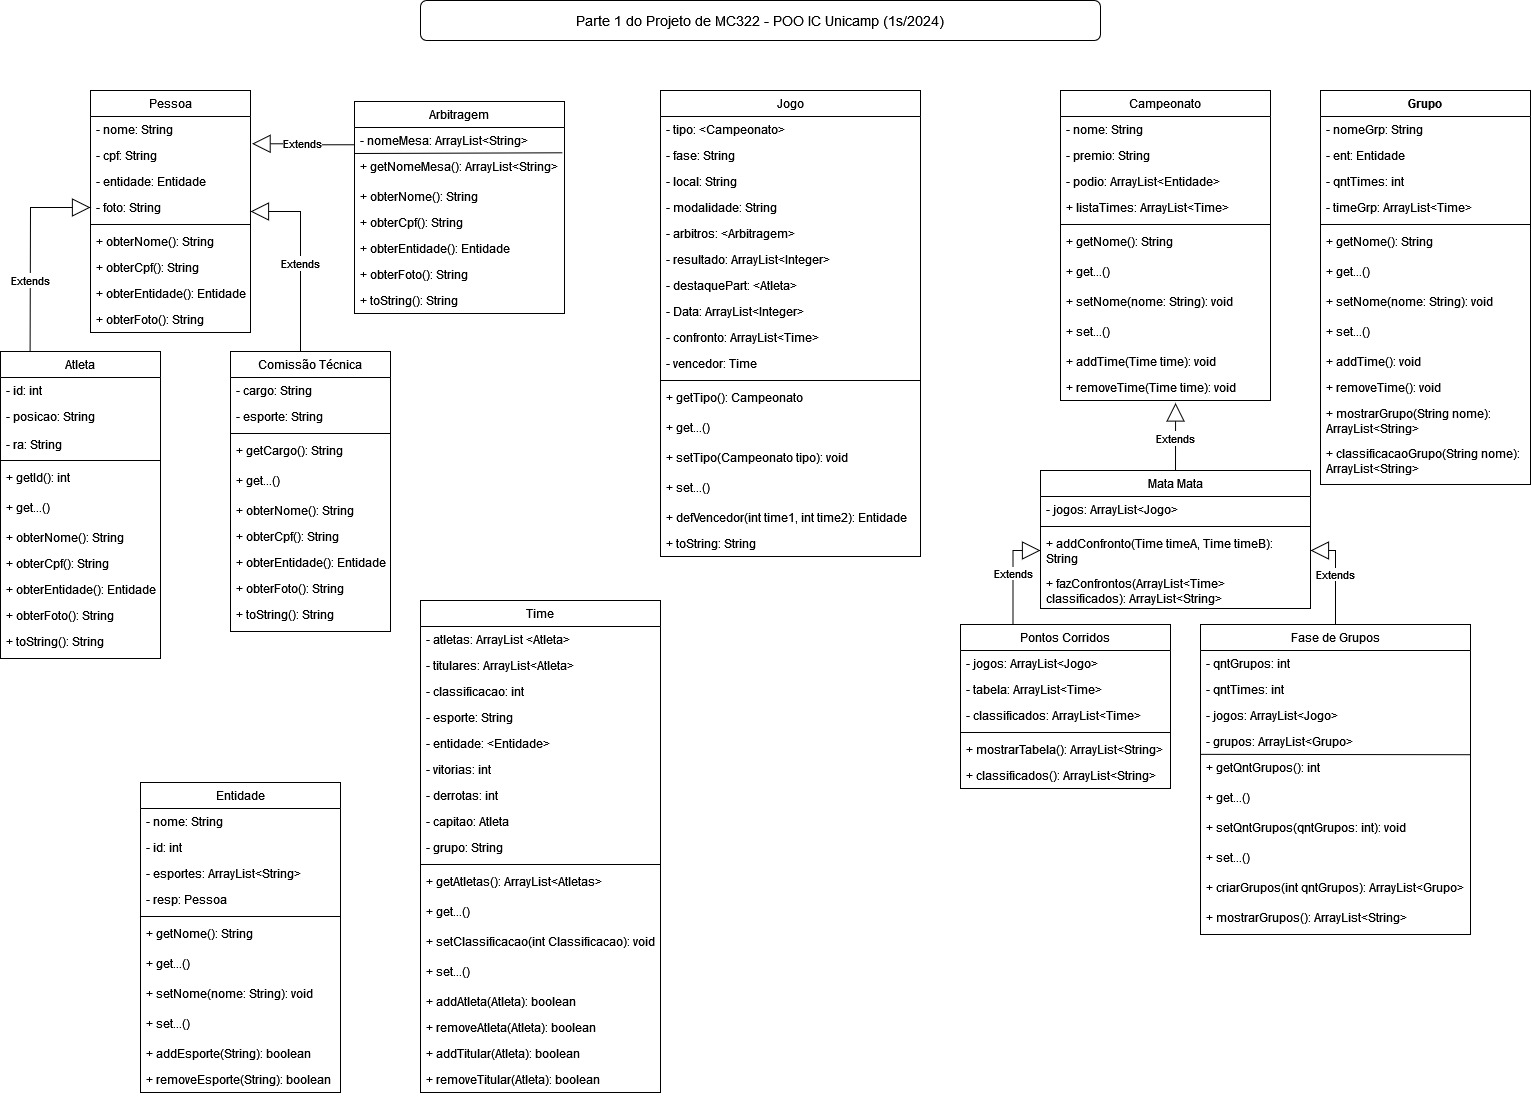 Parte 1 do Projeto de MC322 - POO IC Unicamp (1s/2024)
Pessoa
- nome: String
- cpf: String
- entidade: Entidade
- foto: String
+ obterNome(): String
+ obterCpf(): String
+ obterEntidade(): Entidade
+ obterFoto(): String
Extends
Extends
Extends
Arbitragem
- nomeMesa: ArrayList<String>
+ getNomeMesa(): ArrayList<String>
+ obterNome(): String
+ obterCpf(): String
+ obterEntidade(): Entidade
+ obterFoto(): String
+ toString(): String
Atleta
- id: int
- posicao: String
- ra: String
+ getId(): int
+ get...()
+ obterNome(): String
+ obterCpf(): String
+ obterEntidade(): Entidade
+ obterFoto(): String
+ toString(): String
Comissão Técnica
- cargo: String
- esporte: String
+ getCargo(): String
+ get...()
+ obterNome(): String
+ obterCpf(): String
+ obterEntidade(): Entidade
+ obterFoto(): String
+ toString(): String
Jogo
- tipo: <Campeonato>
- fase: String
- local: String
- modalidade: String
- arbitros: <Arbitragem>
- resultado: ArrayList<Integer>
- destaquePart: <Atleta>
- Data: ArrayList<Integer>
- confronto: ArrayList<Time>
- vencedor: Time
+ getTipo(): Campeonato
+ get...()
+ setTipo(Campeonato tipo): void
+ set...()
+ defVencedor(int time1, int time2): Entidade
+ toString: String
Campeonato
- nome: String
- premio: String
- podio: ArrayList<Entidade>
+ listaTimes: ArrayList<Time>
+ getNome(): String
+ get...()
+ setNome(nome: String): void
+ set...()
+ addTime(Time time): void
+ removeTime(Time time): void
Extends
Grupo
- nomeGrp: String
- ent: Entidade
- qntTimes: int
- timeGrp: ArrayList<Time>
+ getNome(): String
+ get...()
+ setNome(nome: String): void
+ set...()
+ addTime(): void
+ removeTime(): void
+ mostrarGrupo(String nome):
ArrayList<String>
+ classificacaoGrupo(String nome):
ArrayList<String>
Mata Mata
- jogos: ArrayList<Jogo>
+ addConfronto(Time timeA, Time timeB):
String
+ fazConfrontos(ArrayList<Time>
classificados): ArrayList<String>
Extends
Extends
Pontos Corridos
- jogos: ArrayList<Jogo>
- tabela: ArrayList<Time>
- classificados: ArrayList<Time>
+ mostrarTabela(): ArrayList<String>
+ classificados(): ArrayList<String>
Fase de Grupos
- qntGrupos: int
- qntTimes: int
- jogos: ArrayList<Jogo>
- grupos: ArrayList<Grupo>
+ getQntGrupos(): int
+ get...()
+ setQntGrupos(qntGrupos: int): void
+ set...()
+ criarGrupos(int qntGrupos): ArrayList<Grupo>
+ mostrarGrupos(): ArrayList<String>
Time
- atletas: ArrayList <Atleta>
- titulares: ArrayList<Atleta>
- classificacao: int
- esporte: String
- entidade: <Entidade>
- vitorias: int
- derrotas: int
- capitao: Atleta
- grupo: String
+ getAtletas(): ArrayList<Atletas>
+ get...()
+ setClassificacao(int Classificacao): void
+ set...()
+ addAtleta(Atleta): boolean
+ removeAtleta(Atleta): boolean
+ addTitular(Atleta): boolean
+ removeTitular(Atleta): boolean
Entidade
- nome: String
- id: int
- esportes: ArrayList<String>
- resp: Pessoa
+ getNome(): String
+ get...()
+ setNome(nome: String): void
+ set...()
+ addEsporte(String): boolean
+ removeEsporte(String): boolean